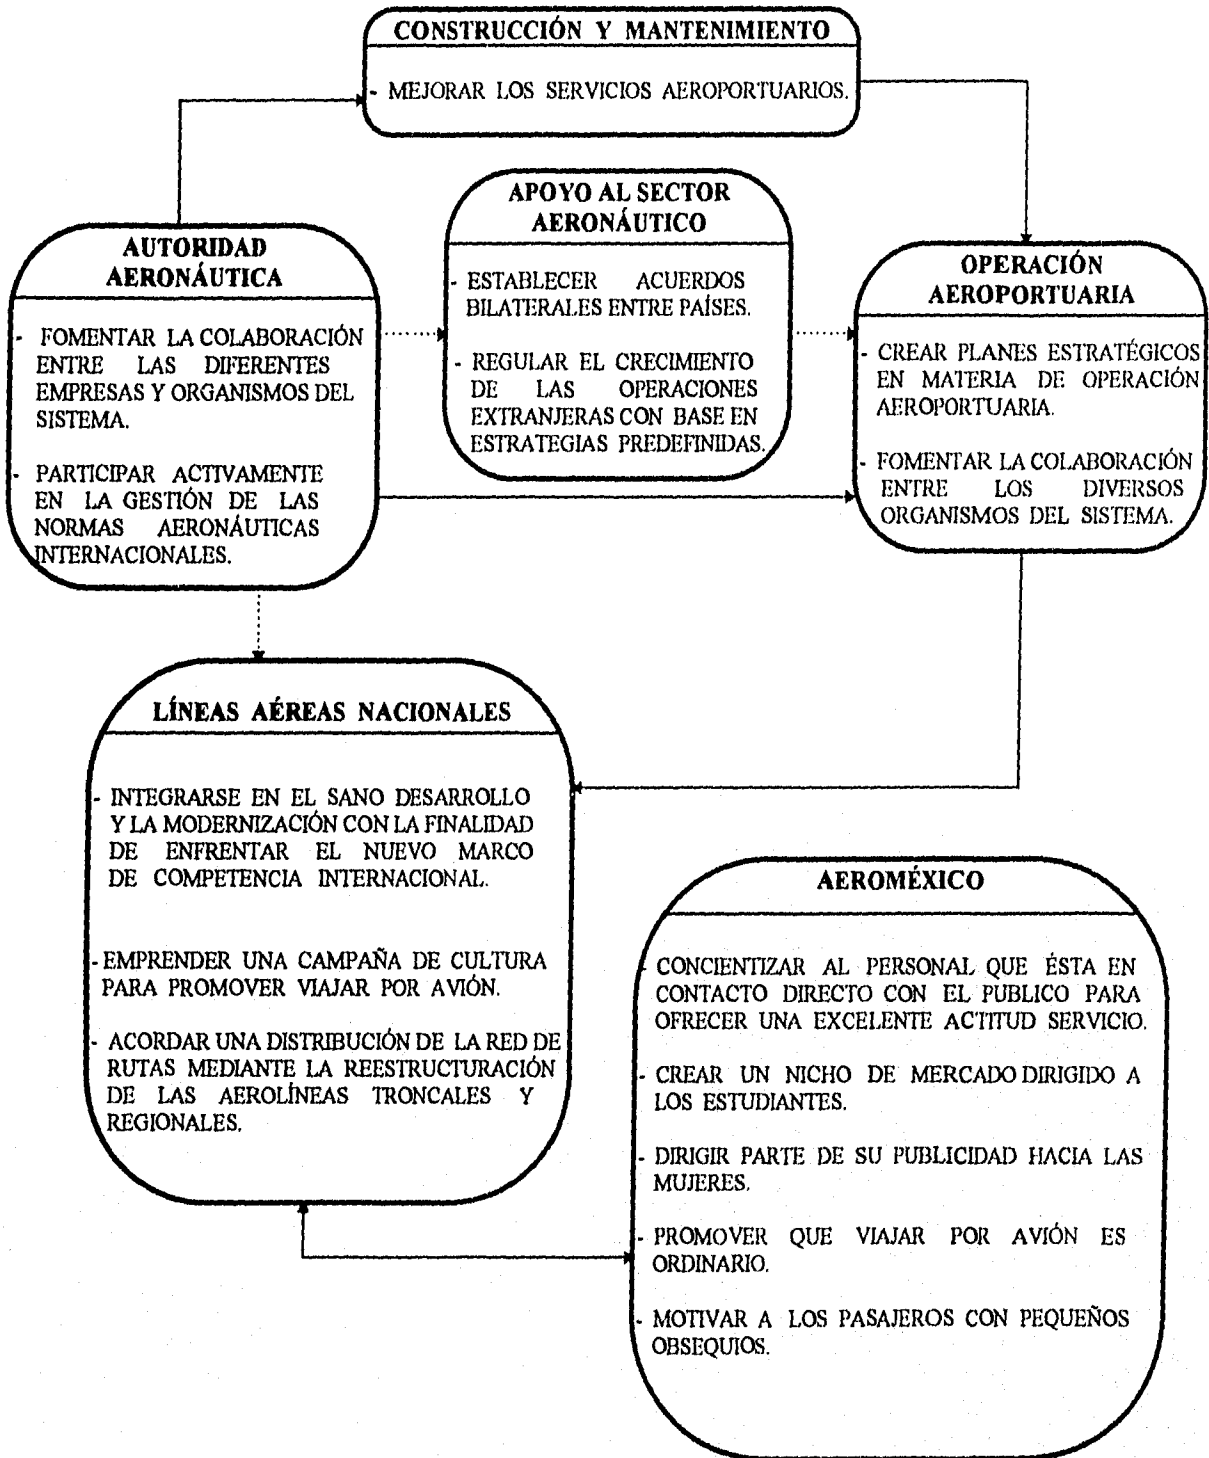 CONSTRUCCIÓN Y MANTENIMIENTO
- MEJORAR LOS SERVICIOS AEROPORTUARIOS.
APOYO AL SECTOR
AERONÁUTICO
- ESTABLECER ACUERDOS
BILATERALES ENTRE PAÍSES.
- REGULAR EL CRECIMIENTO
DE LAS OPERACIONES
EXTRANJERAS CON BASE EN
ESTRATEGIAS PREDEFINIDAS.
AUTORIDAD
AERONÁUTICA
- FOMENTAR LA COLABORACIÓN
ENTRE LAS DIFERENTES
EMPRESAS Y ORGANISMOS DEL
SISTEMA.
- PARTICIPAR ACTIVAMENTE
EN LA GESTIÓN DE LAS
NORMAS AERONÁUTICAS
INTERNACIONALES.
OPERACIÓN
AEROPORTUARIA
- CREAR PLANES ESTRATÉGICOS
EN MATERIA DE OPERACIÓN
AEROPORTUARIA.
- FOMENTAR LA COLABORACIÓN
ENTRE LOS DIVERSOS
ORGANISMOS DEL SISTEMA.
LÍNEAS AÉREAS NACIONALES
- INTEGRARSE EN EL SANO DESARROLLO
Y LA MODERNIZACIÓN CON LA FINALIDAD
DE ENFRENTAR EL NUEVO MARCO
DE COMPETENCIA INTERNACIONAL.
- EMPRENDER UNA CAMPAÑA DE CULTURA
PARA PROMOVER VIAJAR POR AVIÓN.
- ACORDAR UNA DISTRIBUCIÓN DE LA RED DE
RUTAS MEDIANTE LA REESTRUCTURACIÓN
DE LAS AEROLÍNEAS TRONCALES Y
REGIONALES.
AEROMÉXICO
- CONCIENTIZAR AL PERSONAL QUE ÉSTA EN
CONTACTO DIRECTO CON EL PUBLICO PARA
OFRECER UNA EXCELENTE ACTITUD SERVICIO.
- CREAR UN NICHO DE MERCADO DIRIGIDO A
LOS ESTUDIANTES.
- DIRIGIR PARTE DE SU PUBLICIDAD HACIA LAS
MUJERES.
- PROMOVER QUE VIAJAR POR AVIÓN ES
ORDINARIO.
- MOTIVAR A LOS PASAJEROS CON PEQUEÑOS
OBSEQUIOS.